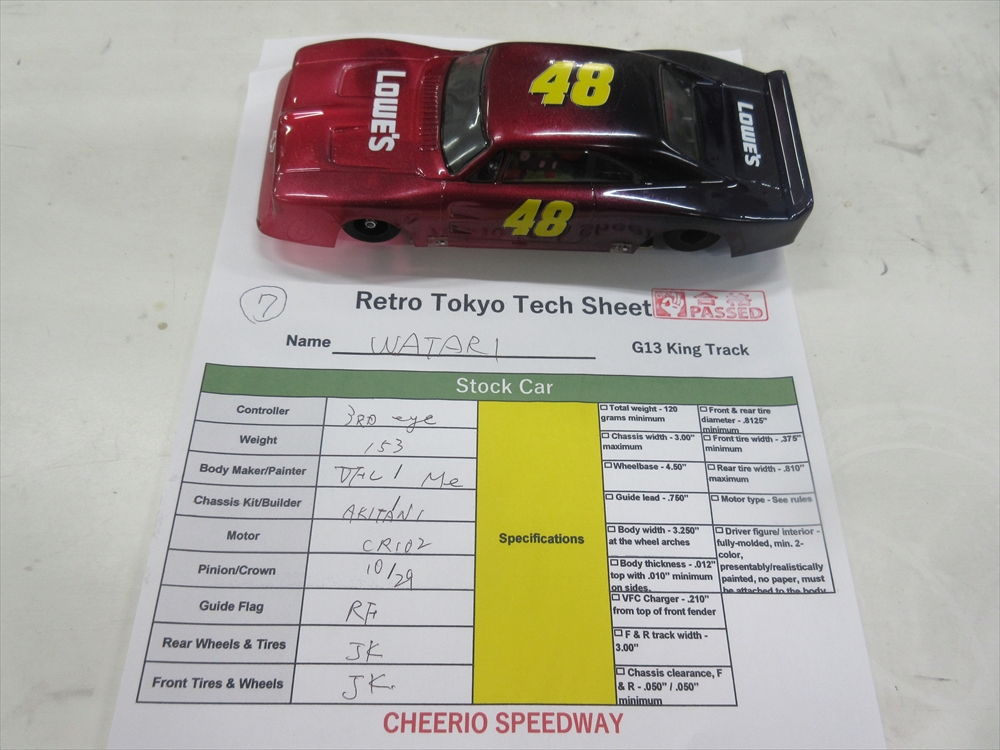 LOWE'S
48
LOWE'S
48
7
Retro Tokyo Tech Sheet
合格
PASSED
Name WATARI
G13 King Track
Stock Car
Controller 3RD eye
Weight 153
Body Maker/Painter / Me
Chassis Kit/Builder / AKITANI
Motor CR102
Pinion/Crown 10/29
Guide Flag RF
Rear Wheels & Tires JK
Front Tires & Wheels JK
Specifications
☐ Total weight - 120
grams minimum
☐ Chassis width - 3.00"
maximum
☐ Wheelbase - 4.50"
☐ Guide lead - .750"
☐ Body width - 3.250"
at the wheel arches
☐ Body thickness - .012"
top with .010" minimum
on sides.
☐ VFC Charger - .210"
from top of front fender
☐ F & R track width -
3.00"
☐ Chassis clearance, F
& R - .050" / .050"
minimum
☐ Front & rear tire
diameter - .8125"
minimum
☐ Front tire width - .375"
minimum
☐ Rear tire width - .810"
maximum
☐ Motor type - See rules
☐ Driver figure/ interior -
fully-molded, min. 2-
color,
presentably/realistically
painted, no paper, must
be attached to the body
CHEERIO SPEEDWAY